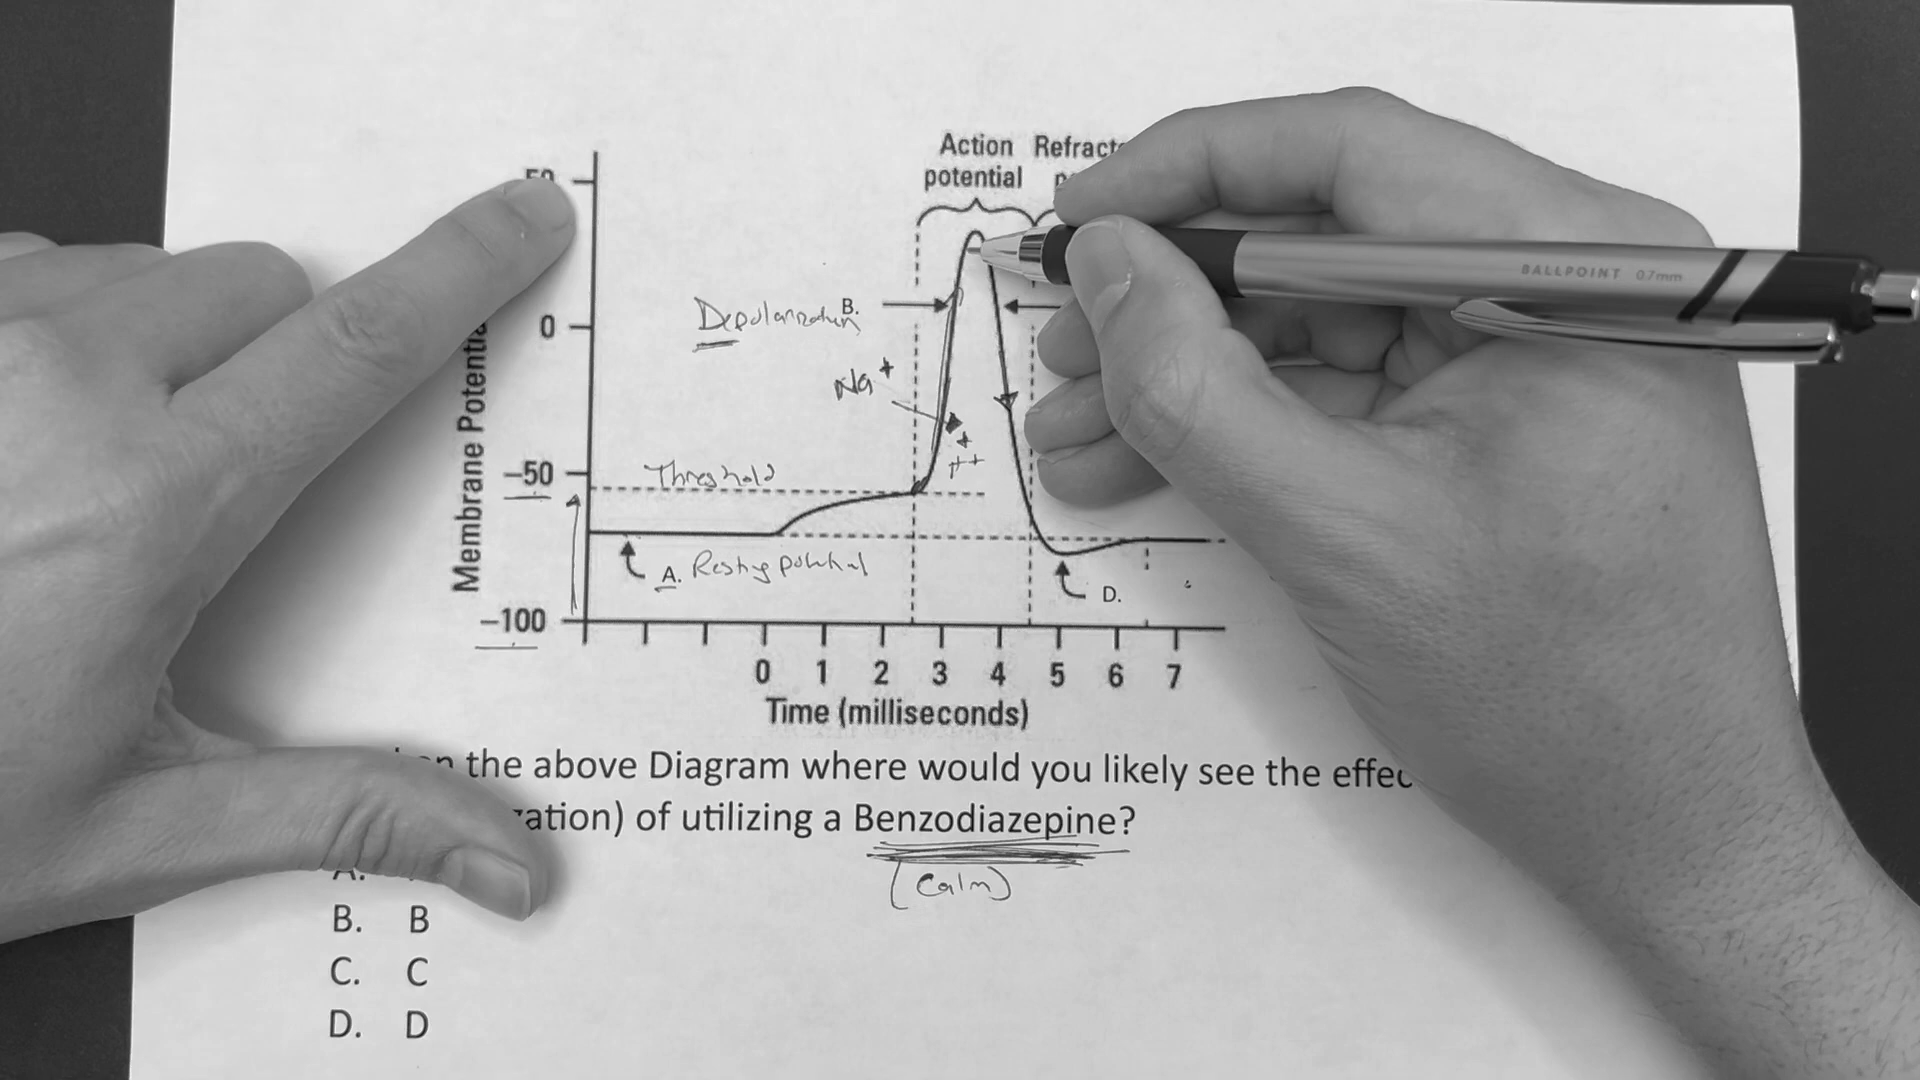 Action Refract
potential
50
BALLPOINT 0.7mm
B.
Depolarization
0
Na+
+
++
Membrane Potentia
-50
Threshold
A. Resting potential
D.
-100
0 1 2 3 4 5 6 7
Time (milliseconds)
the above Diagram where would you likely see the effec
zation) of utilizing a Benzodiazepine?
(Calm)
A.
B. B
C. C
D. D